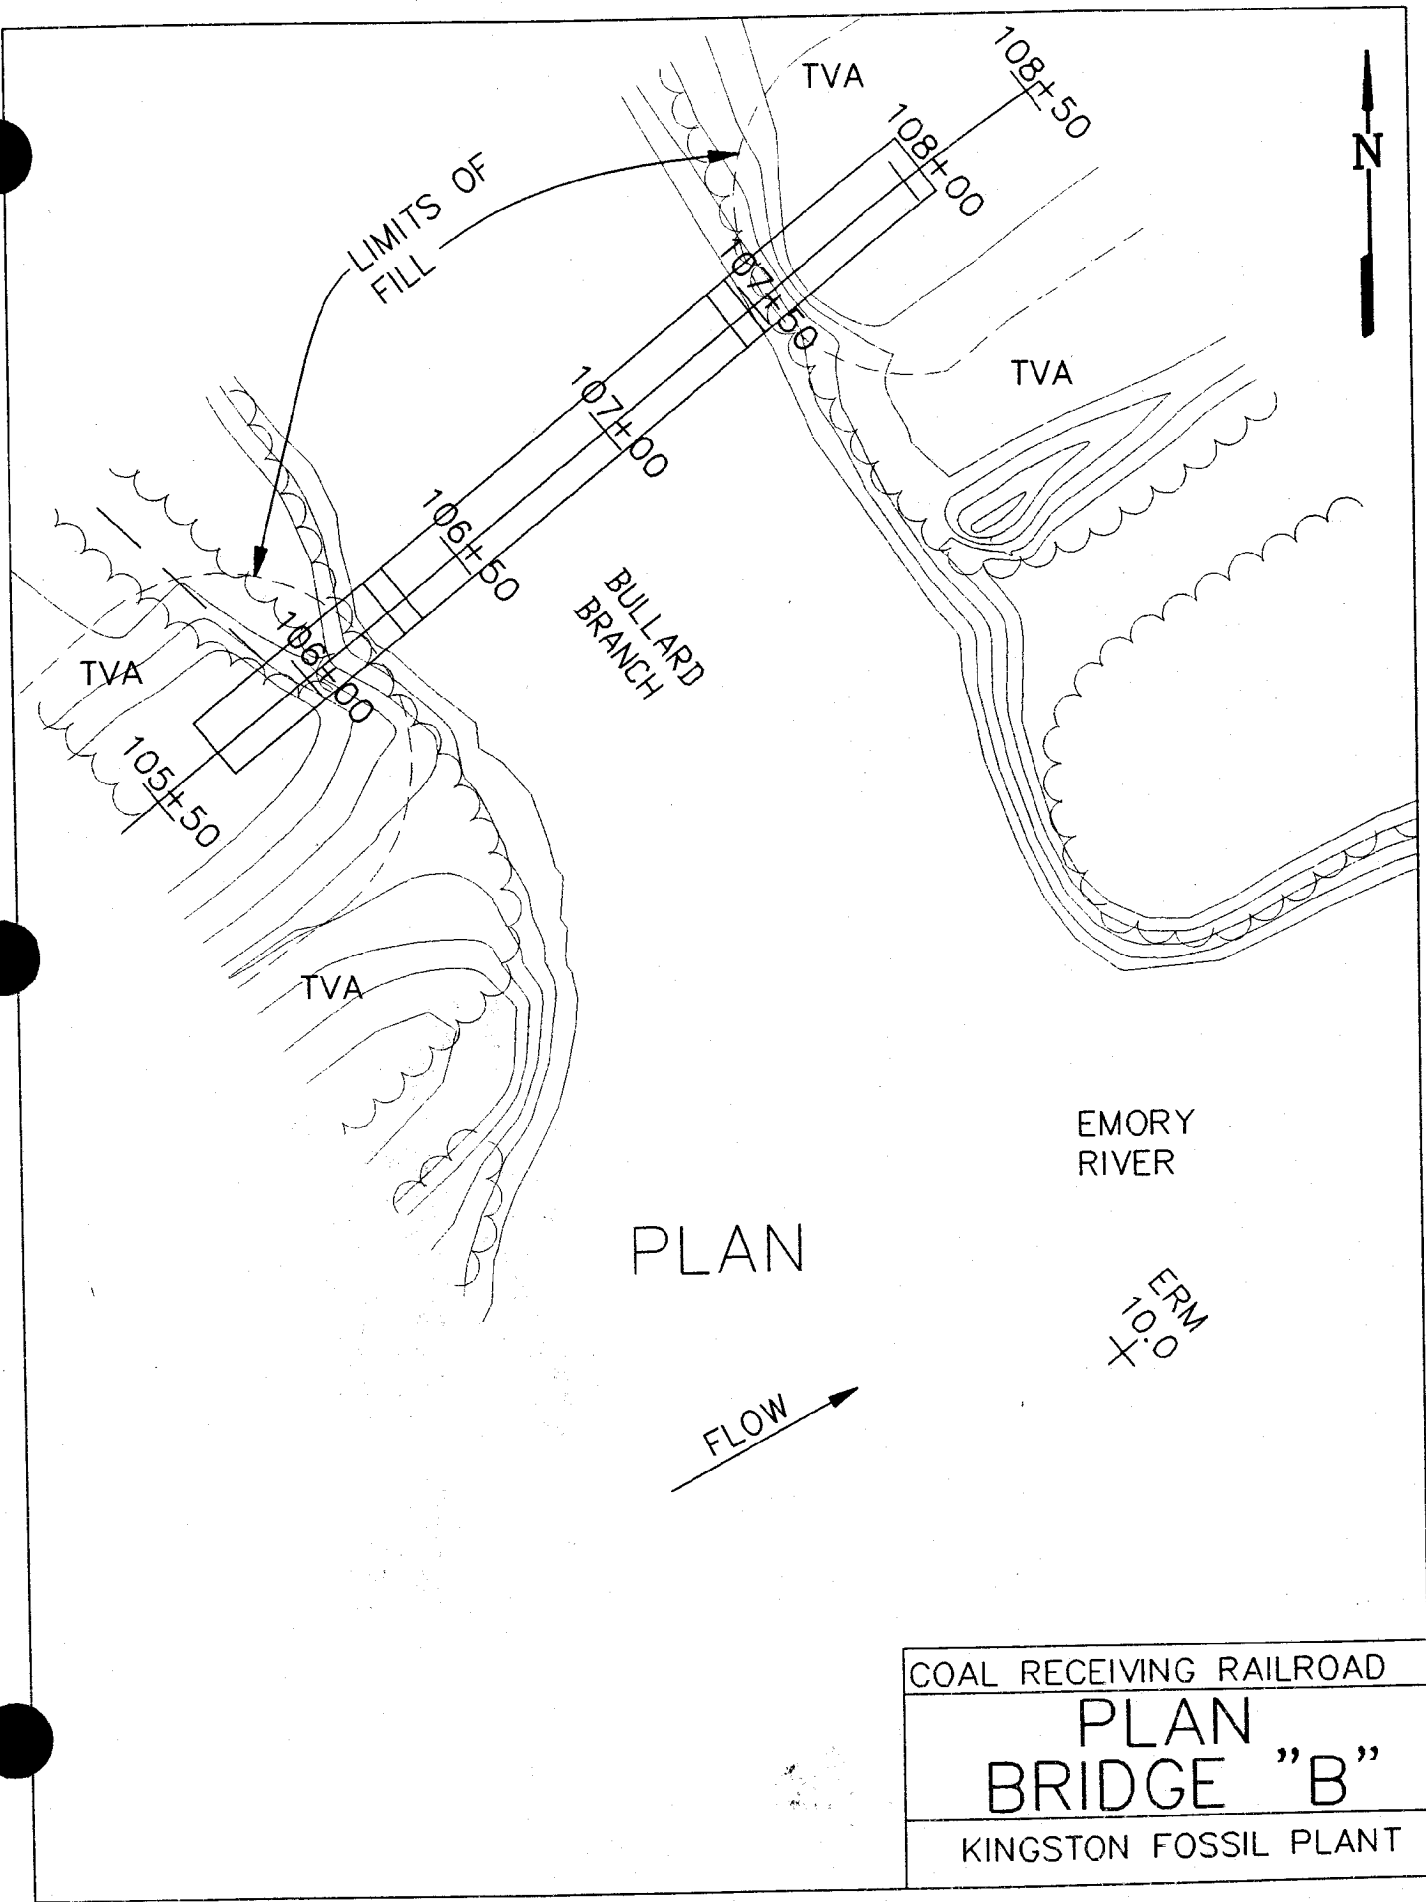 TVA
108+50
108+00
N
LIMITS OF
FILL
107+50
TVA
107+00
106+50
BULLARD
BRANCH
106+00
TVA
105+50
TVA
EMORY
RIVER
PLAN
ERM
10.0
FLOW
COAL RECEIVING RAILROAD
PLAN
BRIDGE "B"
KINGSTON FOSSIL PLANT